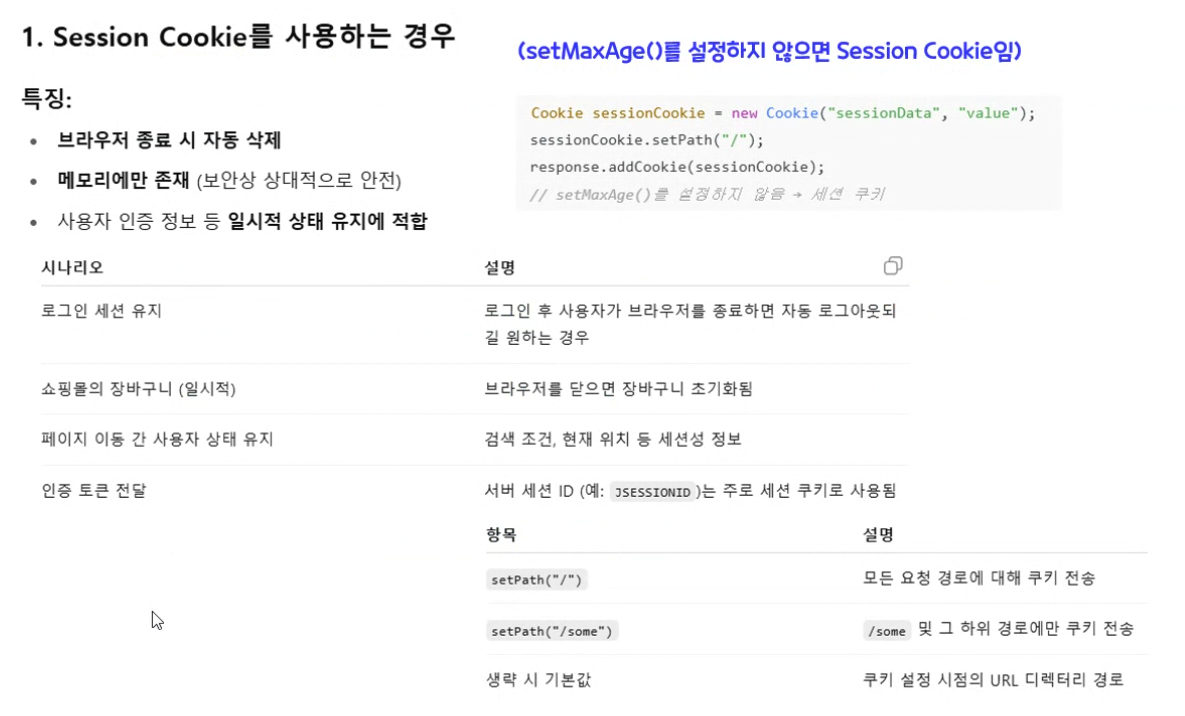 1. Session Cookie를 사용하는 경우
(setMaxAge()를 설정하지 않으면 Session Cookie임)
특징:
• 브라우저 종료 시 자동 삭제
• 메모리에만 존재 (보안상 상대적으로 안전)
• 사용자 인증 정보 등 일시적 상태 유지에 적합
Cookie sessionCookie = new Cookie("sessionData", "value");
sessionCookie.setPath("/");
response.addCookie(sessionCookie);
// setMaxAge()를 설정하지 않음 → 세션 쿠키
시나리오 설명
로그인 세션 유지 로그인 후 사용자가 브라우저를 종료하면 자동 로그아웃되
길 원하는 경우
쇼핑몰의 장바구니 (일시적) 브라우저를 닫으면 장바구니 초기화됨
페이지 이동 간 사용자 상태 유지 검색 조건, 현재 위치 등 세션성 정보
인증 토큰 전달 서버 세션 ID (예: JSESSIONID)는 주로 세션 쿠키로 사용됨
항목 설명
setPath("/") 모든 요청 경로에 대해 쿠키 전송
setPath("/some") /some 및 그 하위 경로에만 쿠키 전송
생략 시 기본값 쿠키 설정 시점의 URL 디렉터리 경로